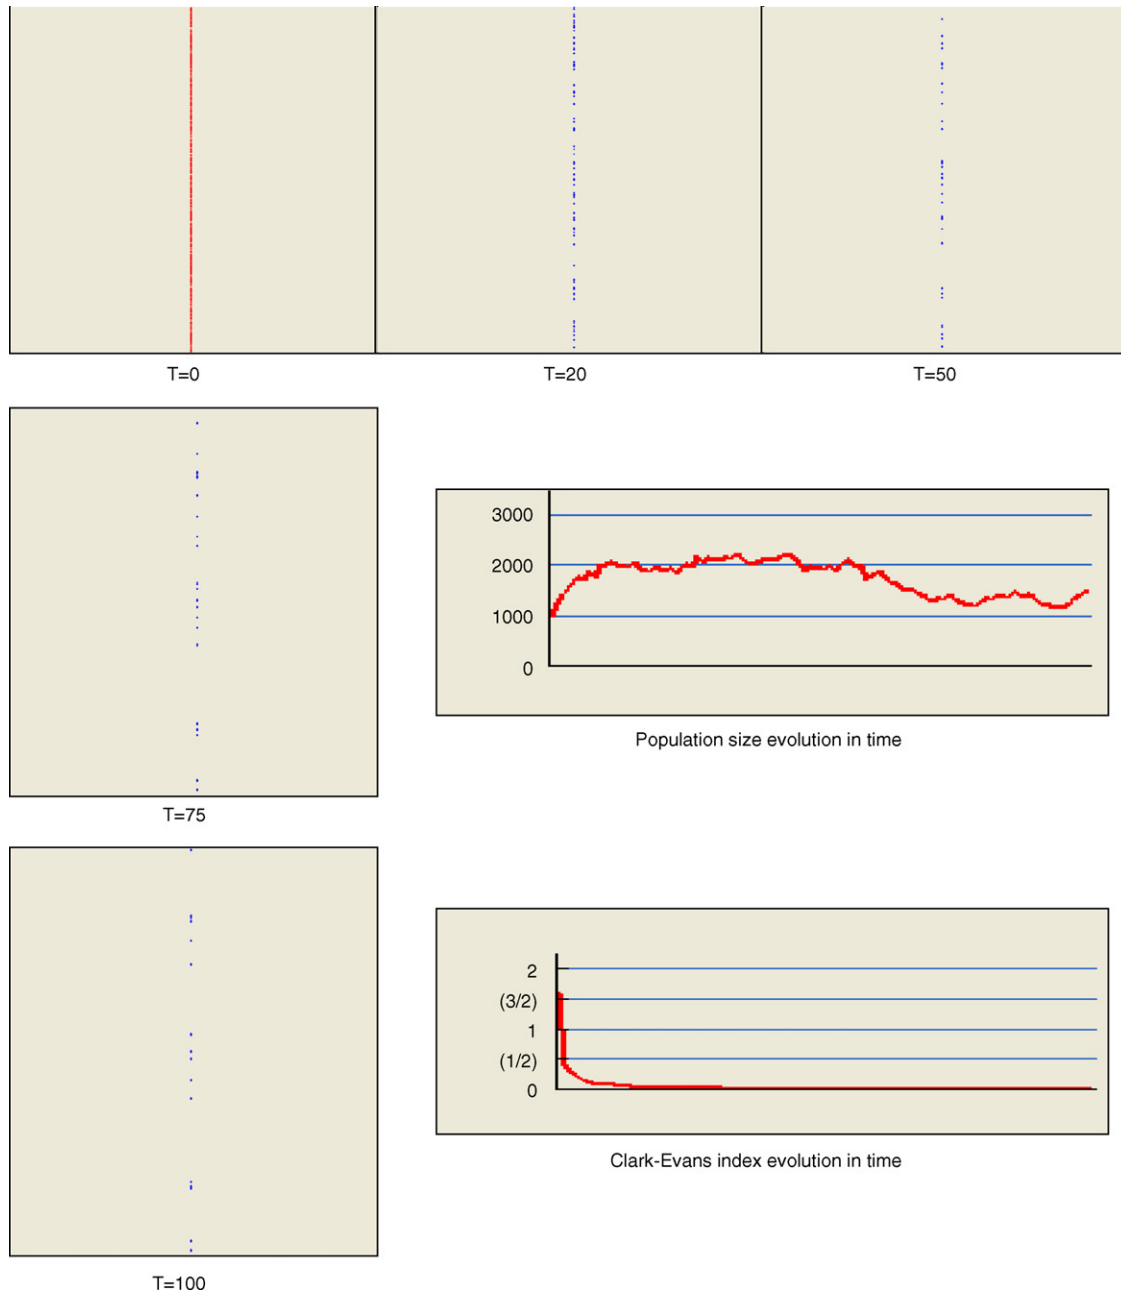 T=0
T=20
T=50
T=75
3000
2000
1000
0
Population size evolution in time
2
(3/2)
1
(1/2)
0
Clark-Evans index evolution in time
T=100